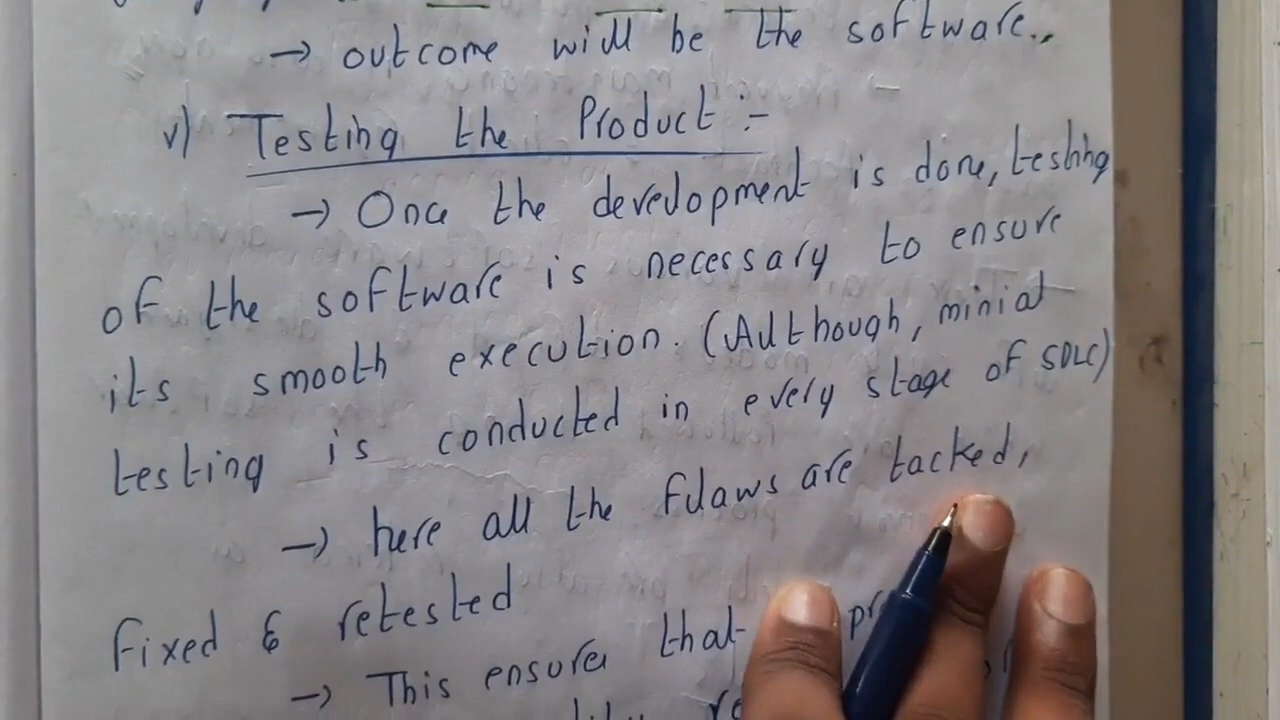 → outcome will be the software..
v) Testing the Product :-
→ Once the development is done, testing
of the software is necessary to ensure
its smooth execution. (Although, minial
testing is conducted in every stage of SDLC)
→ here all the flaws are tacked,
fixed & retested
→ This ensures that